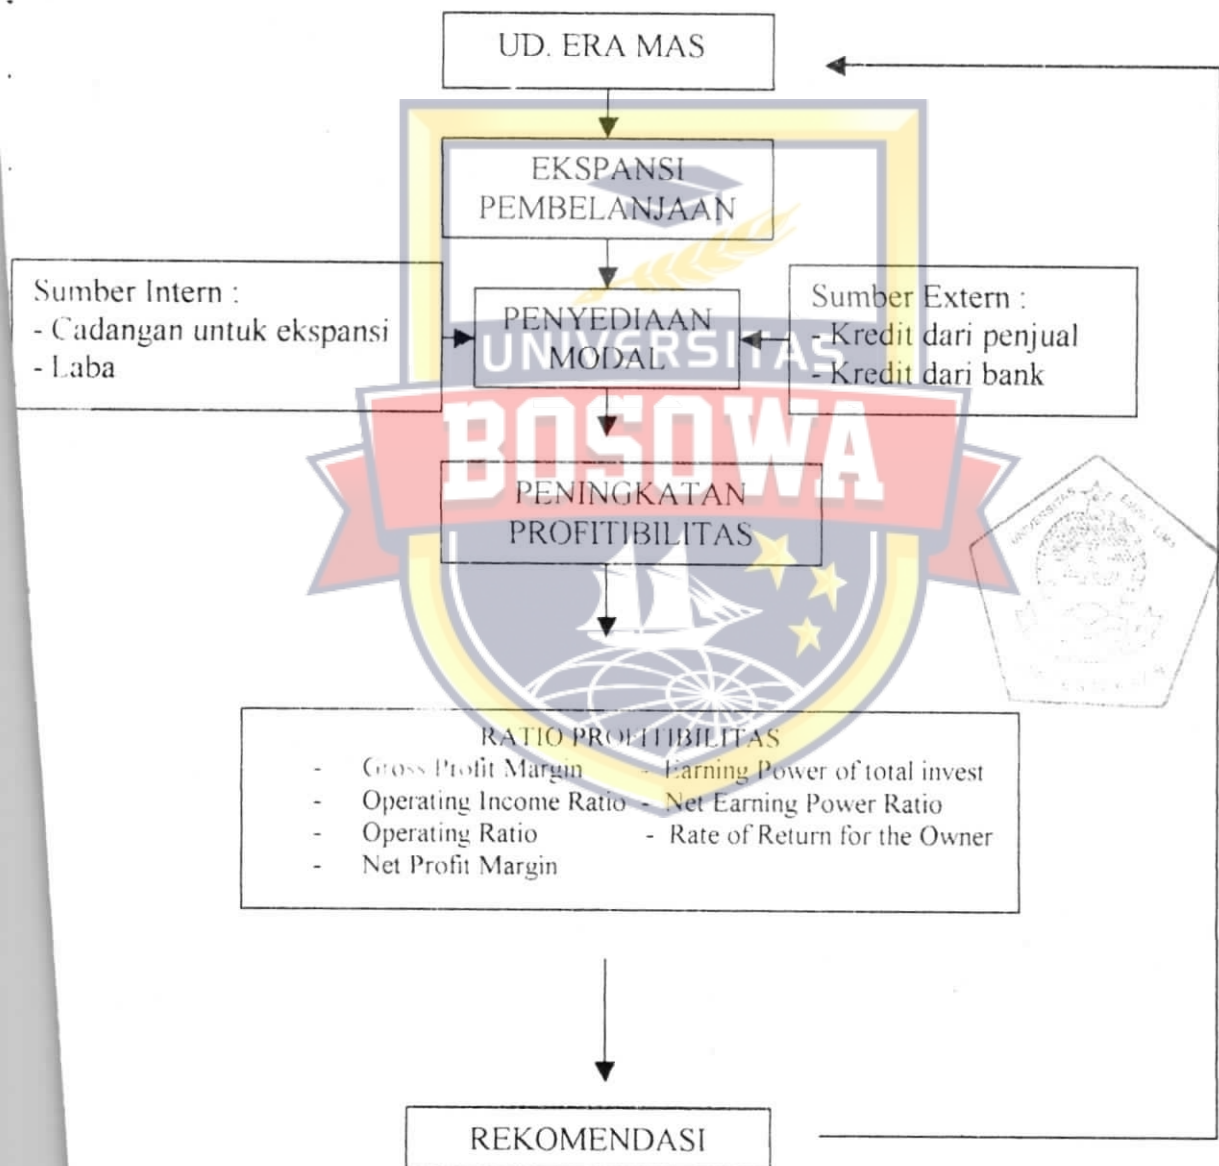 UD. ERA MAS
EKSPANSI
PEMBELANJAAN
Sumber Intern :
- Cadangan untuk ekspansi
- Laba
PENYEDIAAN
MODAL
Sumber Extern :
- Kredit dari penjual
- Kredit dari bank
UNIVERSITAS
BOSOWA
PENINGKATAN
PROFITIBILITAS
RATIO PROFITIBILITAS
- Gross Profit Margin - Earning Power of total invest
- Operating Income Ratio - Net Earning Power Ratio
- Operating Ratio - Rate of Return for the Owner
- Net Profit Margin
REKOMENDASI